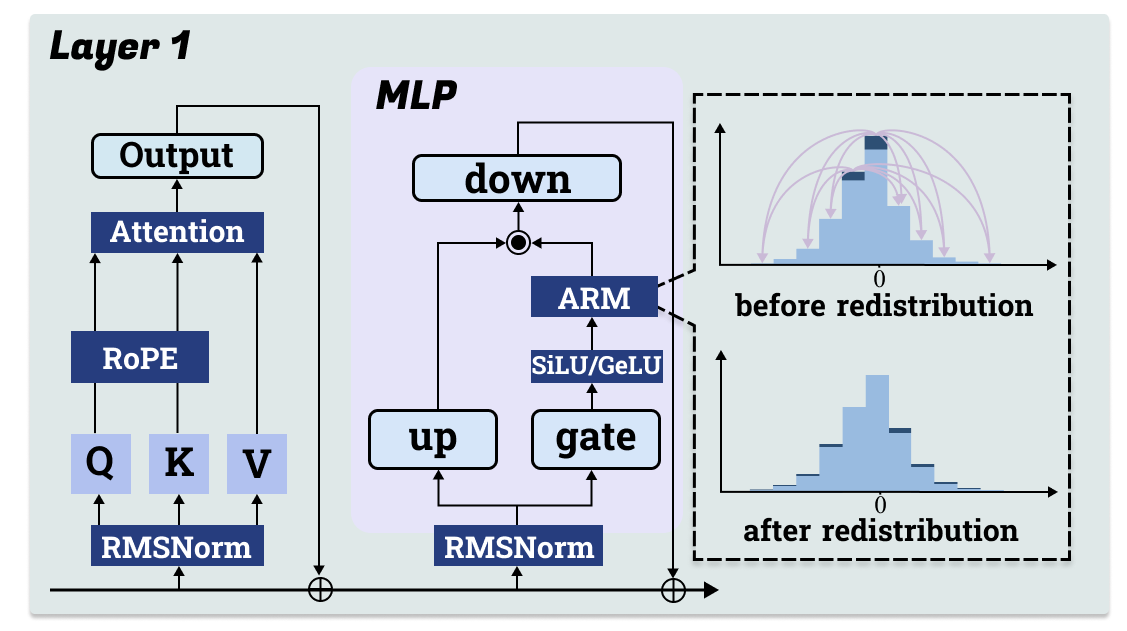 Layer 1
MLP
Output
Attention
RoPE
Q
K
V
RMSNorm
down
ARM
SiLU/GeLU
up
gate
RMSNorm
0
before redistribution
0
after redistribution